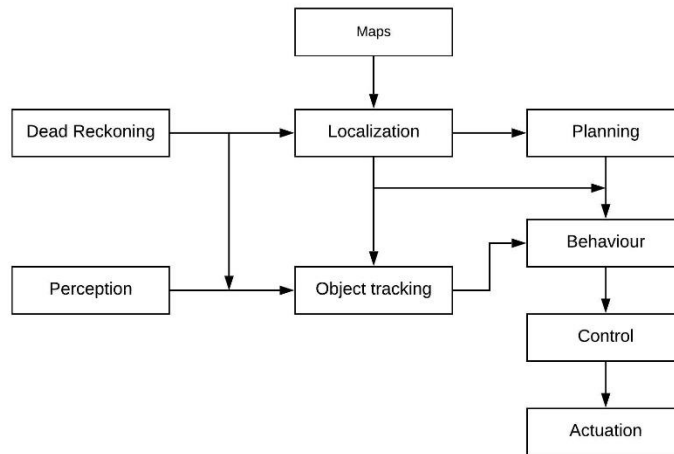 Maps
Dead Reckoning
Localization
Planning
Behaviour
Perception
Object tracking
Control
Actuation